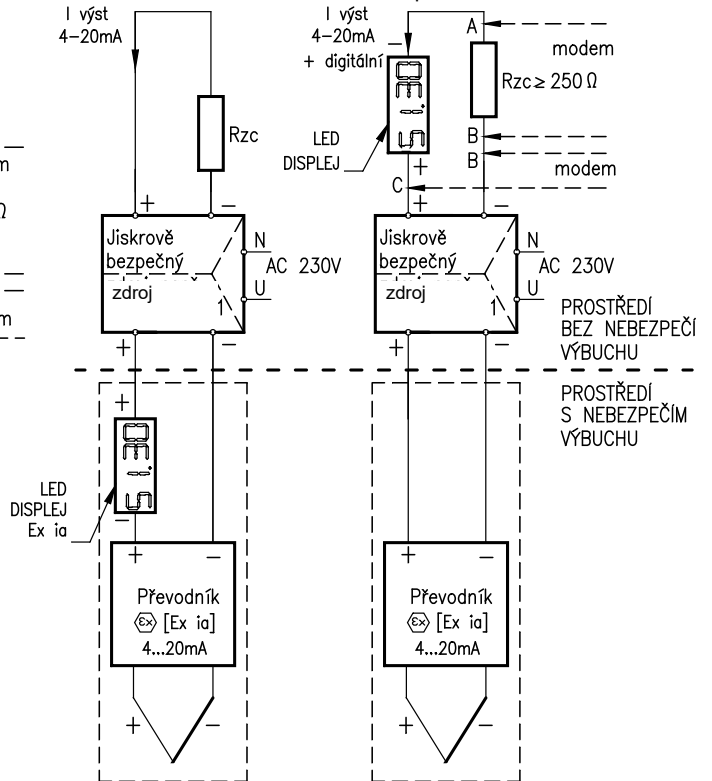 I výst
4-20mA
Rzc
+
−
Jiskrově
bezpečný
zdroj
1
N
AC 230V
U
+
−
+
LED
DISPLEJ
Ex ia
−
+
−
Převodník
εx [Ex ia]
4...20mA
+
−
I výst
4-20mA
+ digitální
−
A
modem
Rzc ≥ 250 Ω
LED
DISPLEJ
B
B
modem
+
C
+
−
Jiskrově
bezpečný
zdroj
1
N
AC 230V
U
+
−
PROSTŘEDÍ
BEZ NEBEZPEČÍ
VÝBUCHU
PROSTŘEDÍ
S NEBEZPEČÍM
VÝBUCHU
+
−
Převodník
εx [Ex ia]
4...20mA
+
−
m
Ω
m